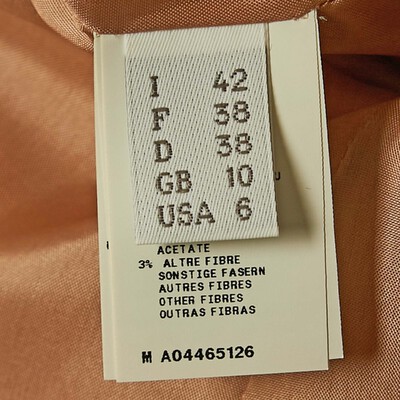 I 42
F 38
D 38
GB 10
USA 6
ACETATE
3% ALTRE FIBRE
SONSTIGE FASERN
AUTRES FIBRES
OTHER FIBRES
OUTRAS FIBRAS
M A04465126